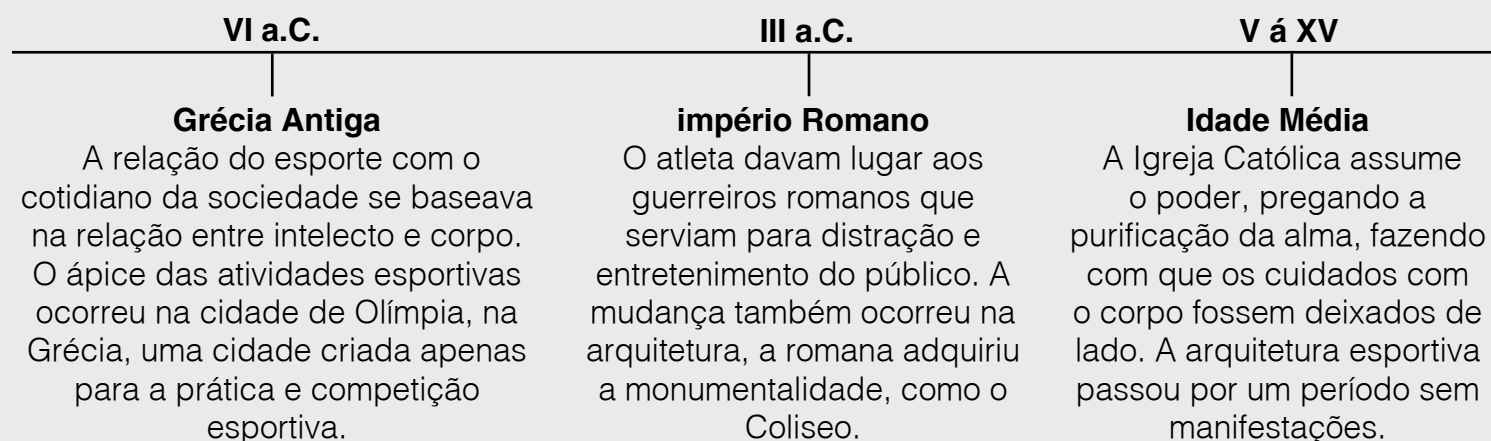 VI a.C.
III a.C.
V á XV
Grécia Antiga
A relação do esporte com o
cotidiano da sociedade se baseava
na relação entre intelecto e corpo.
O ápice das atividades esportivas
ocorreu na cidade de Olímpia, na
Grécia, uma cidade criada apenas
para a prática e competição
esportiva.
império Romano
O atleta davam lugar aos
guerreiros romanos que
serviam para distração e
entretenimento do público. A
mudança também ocorreu na
arquitetura, a romana adquiriu
a monumentalidade, como o
Coliseo.
Idade Média
A Igreja Católica assume
o poder, pregando a
purificação da alma, fazendo
com que os cuidados com
o corpo fossem deixados de
lado. A arquitetura esportiva
passou por um período sem
manifestações.